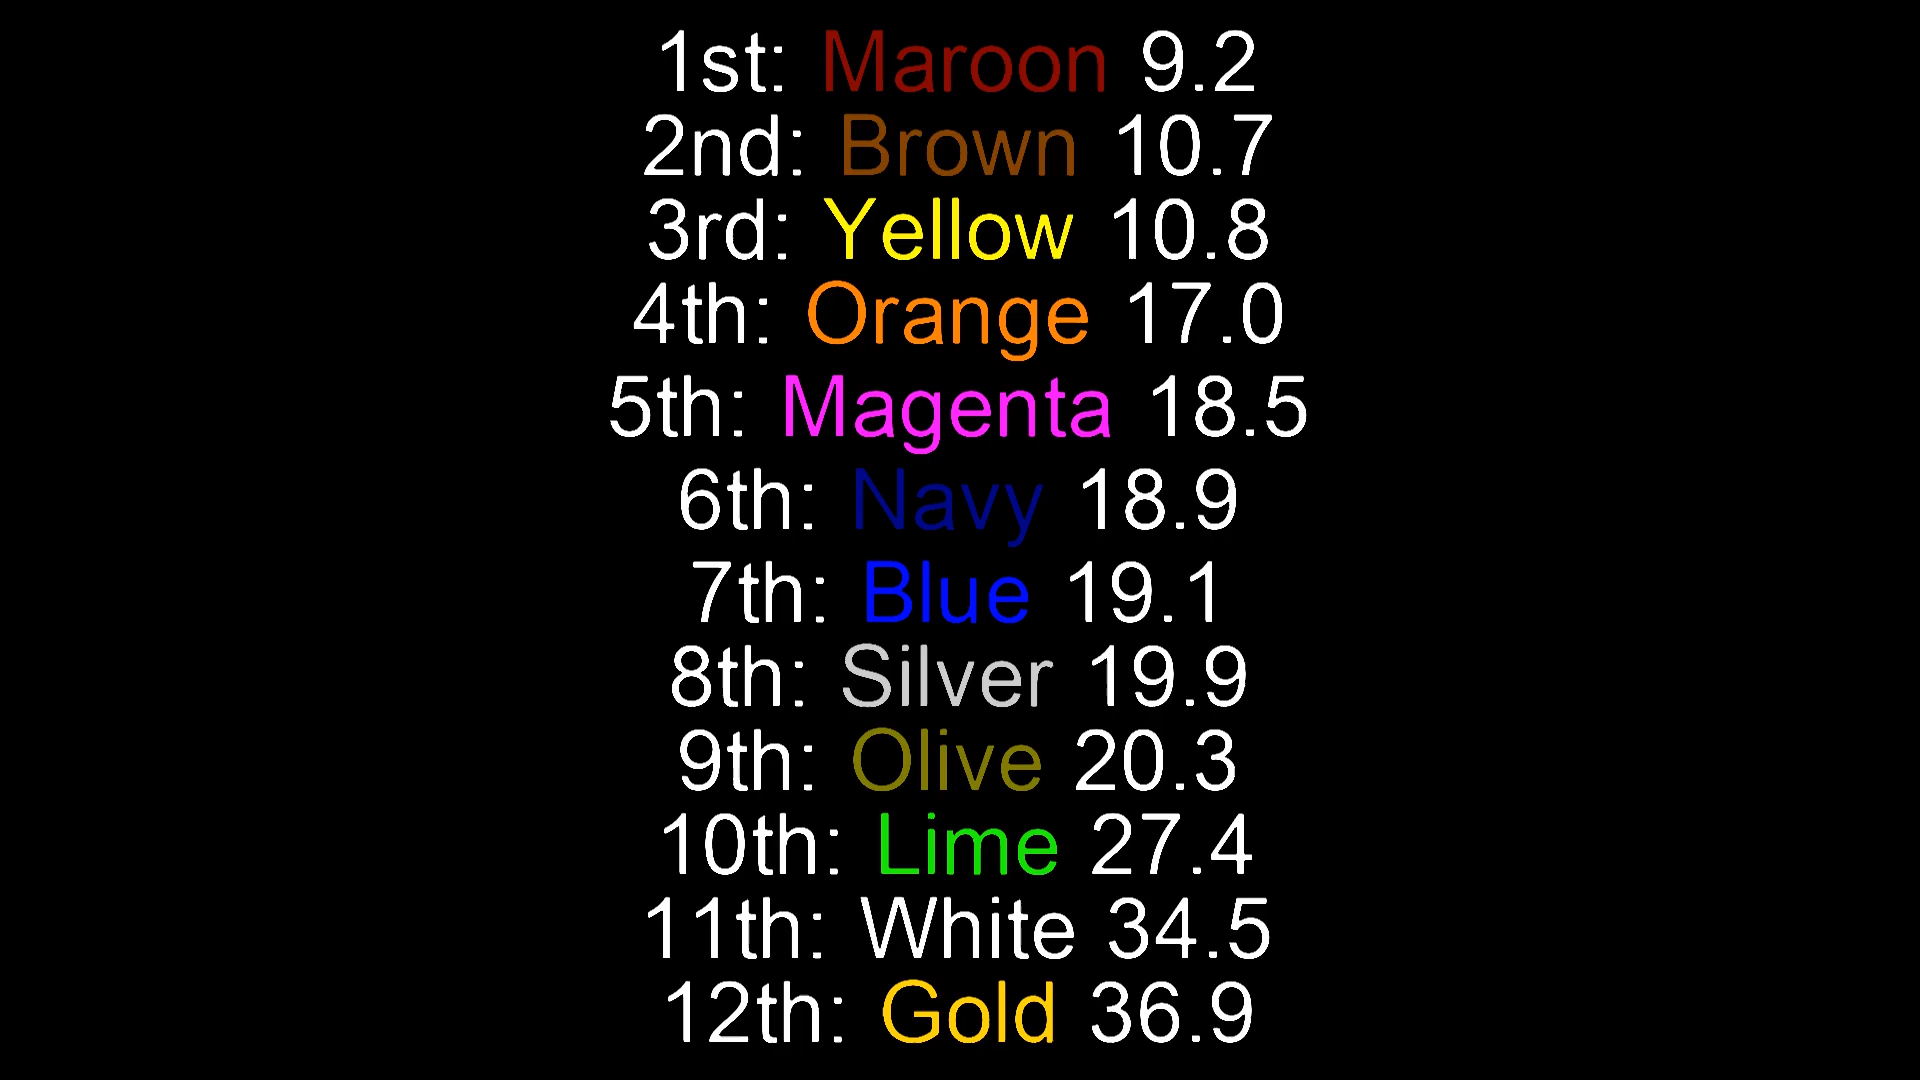 1st: Maroon 9.2
2nd: Brown 10.7
3rd: Yellow 10.8
4th: Orange 17.0
5th: Magenta 18.5
6th: Navy 18.9
7th: Blue 19.1
8th: Silver 19.9
9th: Olive 20.3
10th: Lime 27.4
11th: White 34.5
12th: Gold 36.9